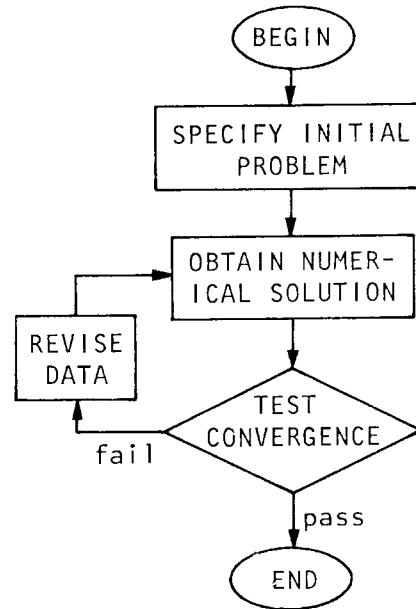 BEGIN
SPECIFY INITIAL
PROBLEM
OBTAIN NUMER-
ICAL SOLUTION
REVISE
DATA
TEST
CONVERGENCE
fail
pass
END